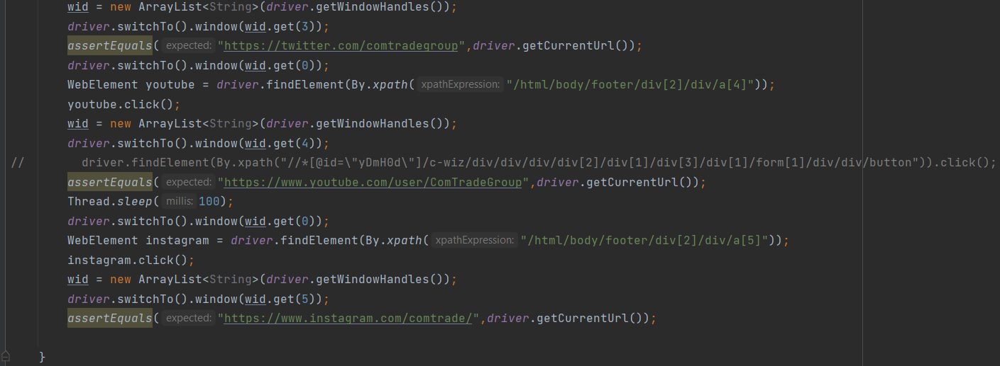 wid = new ArrayList<String>(driver.getWindowHandles());
driver.switchTo().window(wid.get(3));
assertEquals( expected: "https://twitter.com/comtradegroup",driver.getCurrentUrl());
driver.switchTo().window(wid.get(0));
WebElement youtube = driver.findElement(By.xpath( xpathExpression: "/html/body/footer/div[2]/div/a[4]"));
youtube.click();
wid = new ArrayList<String>(driver.getWindowHandles());
driver.switchTo().window(wid.get(4));
// driver.findElement(By.xpath("//*[@id=\"yDmH0d\"]/c-wiz/div/div/div/div[2]/div[1]/div[3]/div[1]/form[1]/div/div/button")).click();
assertEquals( expected: "https://www.youtube.com/user/ComTradeGroup",driver.getCurrentUrl());
Thread.sleep( millis: 100);
driver.switchTo().window(wid.get(0));
WebElement instagram = driver.findElement(By.xpath( xpathExpression: "/html/body/footer/div[2]/div/a[5]"));
instagram.click();
wid = new ArrayList<String>(driver.getWindowHandles());
driver.switchTo().window(wid.get(5));
assertEquals( expected: "https://www.instagram.com/comtrade/",driver.getCurrentUrl());
}